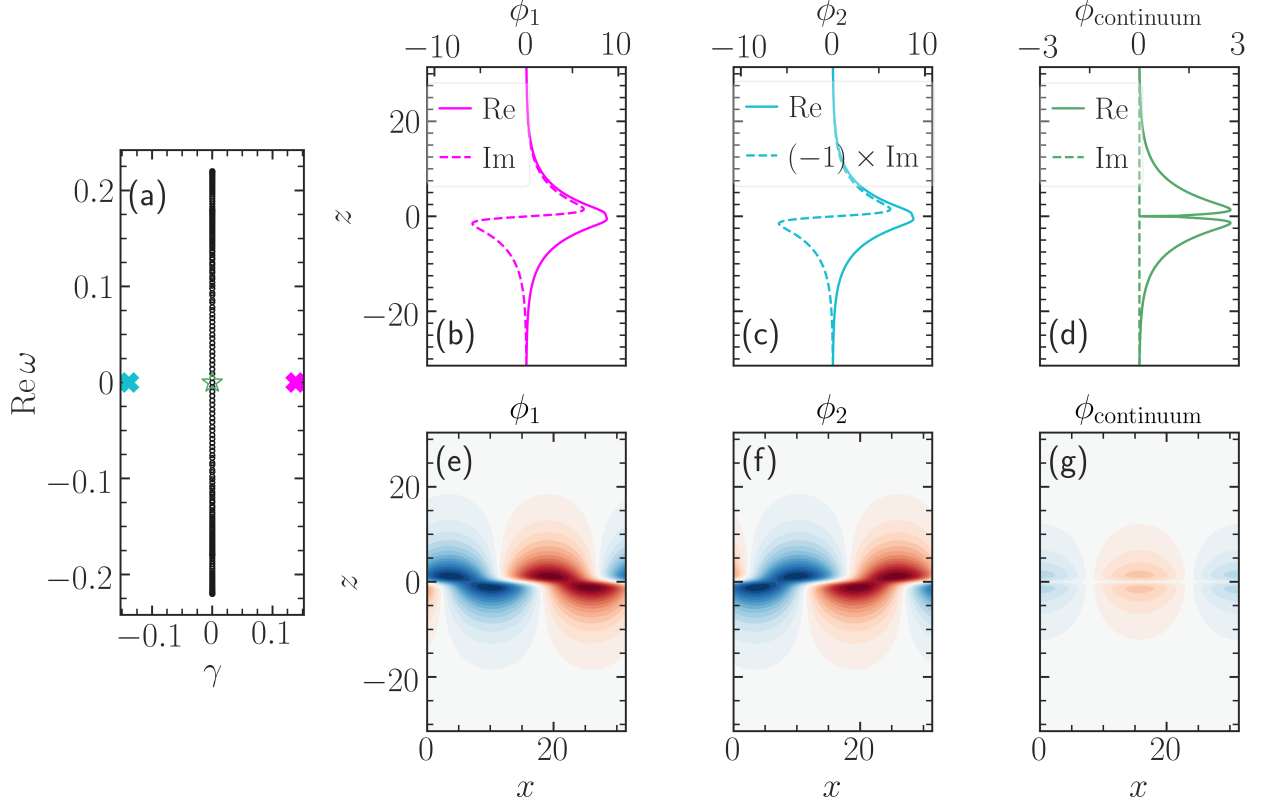 ϕ1 ϕ2 ϕcontinuum
−10 0 10 −10 0 10 −3 0 3
Re
Im
Re
(−1) × Im
Re
Im
20
0
−20
z
(b) (c) (d)
(a)
0.2
0.1
0
−0.1
−0.2
Re ω
−0.1 0 0.1
γ
ϕ1 ϕ2 ϕcontinuum
(e) (f) (g)
20
0
−20
z
0 20 0 20 0 20
x x x